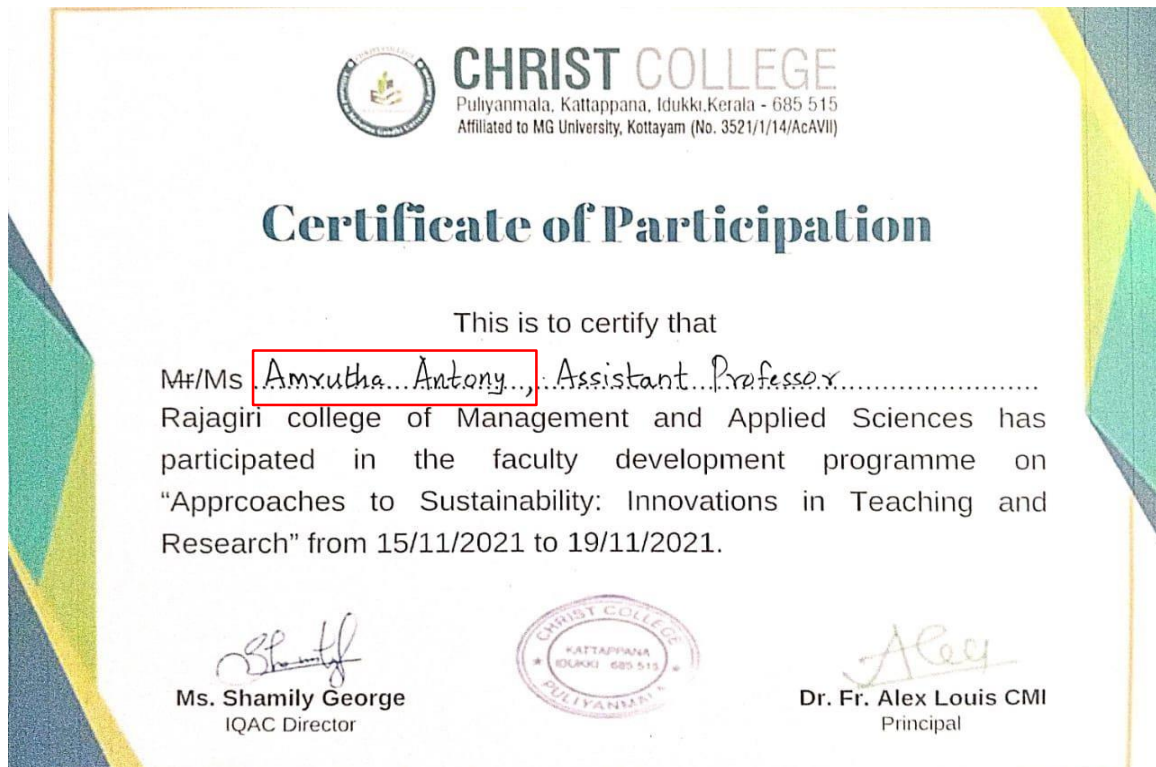 CHRIST COLLEGE
Puliyanmala, Kattappana, Idukki,Kerala - 685 515
Affiliated to MG University, Kottayam (No. 3521/1/14/AcAVII)
Certificate of Participation
This is to certify that
Mr/Ms Amrutha Antony, Assistant Professor
Rajagiri college of Management and Applied Sciences has
participated in the faculty development programme on
“Apprcoaches to Sustainability: Innovations in Teaching and
Research” from 15/11/2021 to 19/11/2021.
Shamily
CHRIST COLLEGE
KATTAPPANA
IDUKKI 685 515
PULIYANMALA
Alex
Ms. Shamily George
IQAC Director
Dr. Fr. Alex Louis CMI
Principal